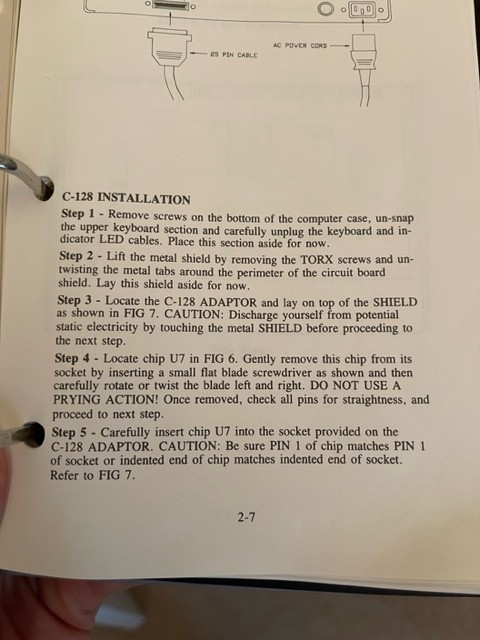 AC POWER CORD
25 PIN CABLE
C-128 INSTALLATION
Step 1 - Remove screws on the bottom of the computer case, un-snap
the upper keyboard section and carefully unplug the keyboard and in-
dicator LED cables. Place this section aside for now.
Step 2 - Lift the metal shield by removing the TORX screws and un-
twisting the metal tabs around the perimeter of the circuit board
shield. Lay this shield aside for now.
Step 3 - Locate the C-128 ADAPTOR and lay on top of the SHIELD
as shown in FIG 7. CAUTION: Discharge yourself from potential
static electricity by touching the metal SHIELD before proceeding to
the next step.
Step 4 - Locate chip U7 in FIG 6. Gently remove this chip from its
socket by inserting a small flat blade screwdriver as shown and then
carefully rotate or twist the blade left and right. DO NOT USE A
PRYING ACTION! Once removed, check all pins for straightness, and
proceed to next step.
Step 5 - Carefully insert chip U7 into the socket provided on the
C-128 ADAPTOR. CAUTION: Be sure PIN 1 of chip matches PIN 1
of socket or indented end of chip matches indented end of socket.
Refer to FIG 7.
2-7